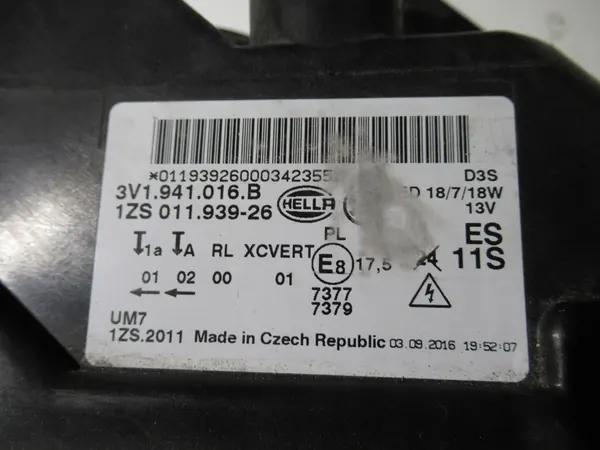 *01193926000034235 D3S
3V1.941.016.B HELLA 18/7/18W
1ZS 011.939-26 13V
PL ES
1a A RL XCVERT E8 17,5 11S
01 02 00 01
7377
7379
UM7
1ZS.2011 Made in Czech Republic 03.09.2016 19:52:07